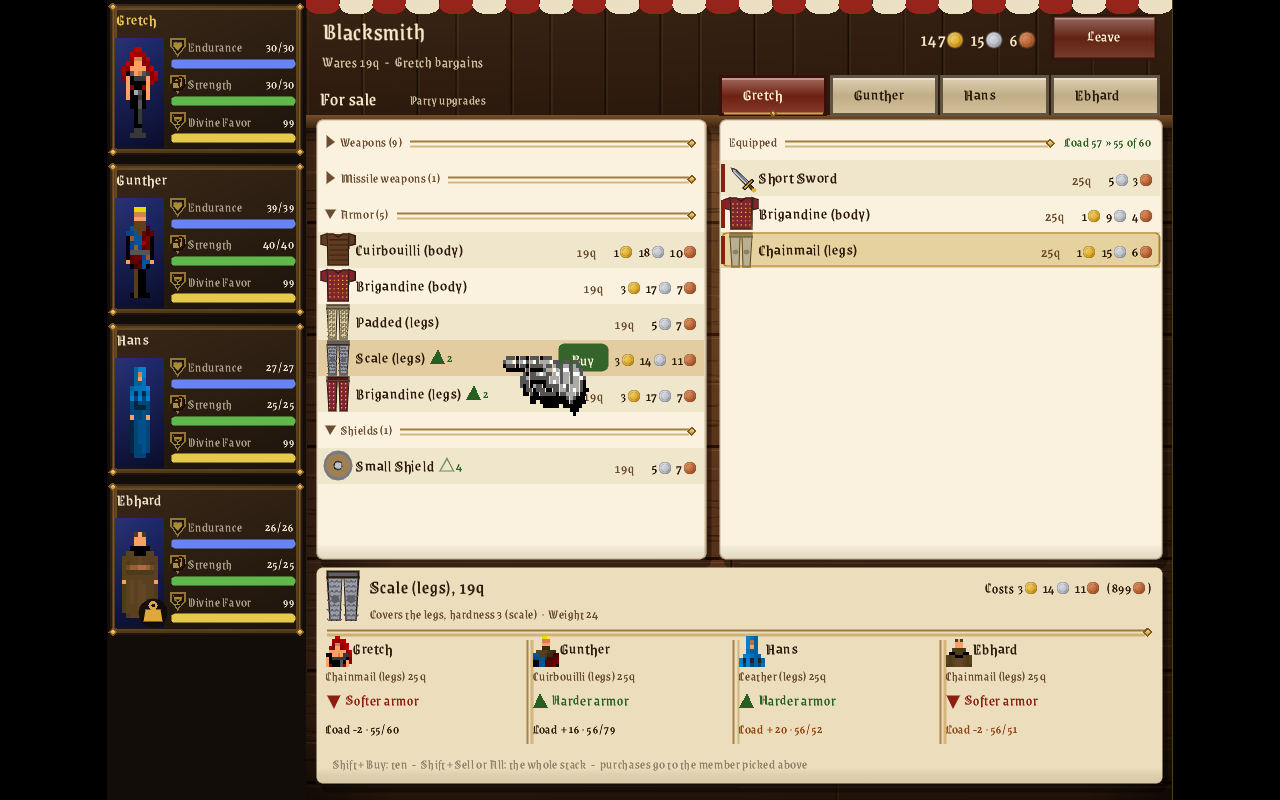 Gretch
Endurance 30/30
Strength 30/30
Divine Favor 99
Gunther
Endurance 39/39
Strength 40/40
Divine Favor 99
Hans
Endurance 27/27
Strength 25/25
Divine Favor 99
Ebhard
Endurance 26/26
Strength 25/25
Divine Favor 99
Blacksmith
Wares 19q - Gretch bargains
147 15 6
Leave
For sale Party upgrades
Gretch Gunther Hans Ebhard
Weapons (9)
Missile weapons (1)
Armor (5)
Cuirbouilli (body) 19q 1 18 10
Brigandine (body) 19q 3 17 7
Padded (legs) 19q 5 7
Scale (legs) 2 Buy 3 14 11
Brigandine (legs) 2 19q 3 17 7
Shields (1)
Small Shield 4 19q 5 7
Equipped Load 57 » 55 of 60
Short Sword 25q 5 3
Brigandine (body) 25q 1 9 4
Chainmail (legs) 25q 1 15 6
Scale (legs), 19q Costs 3 14 11 (899)
Covers the legs, hardness 3 (scale) · Weight 24
Gretch
Chainmail (legs) 25q
Softer armor
Load -2 · 55/60
Gunther
Cuirbouilli (legs) 25q
Harder armor
Load +16 · 56/79
Hans
Leather (legs) 25q
Harder armor
Load +20 · 56/52
Ebhard
Chainmail (legs) 25q
Softer armor
Load -2 · 56/51
Shift+Buy: ten - Shift+Sell or All: the whole stack - purchases go to the member picked above